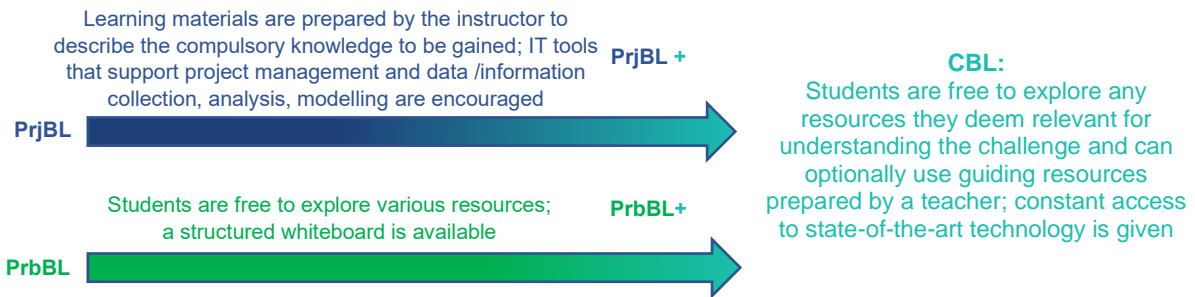 Learning materials are prepared by the instructor to
describe the compulsory knowledge to be gained; IT tools
that support project management and data /information
collection, analysis, modelling are encouraged
PrjBL +
PrjBL
CBL:
Students are free to explore any
resources they deem relevant for
understanding the challenge and can
optionally use guiding resources
prepared by a teacher; constant access
to state-of-the-art technology is given
Students are free to explore various resources;
a structured whiteboard is available
PrbBL+
PrbBL